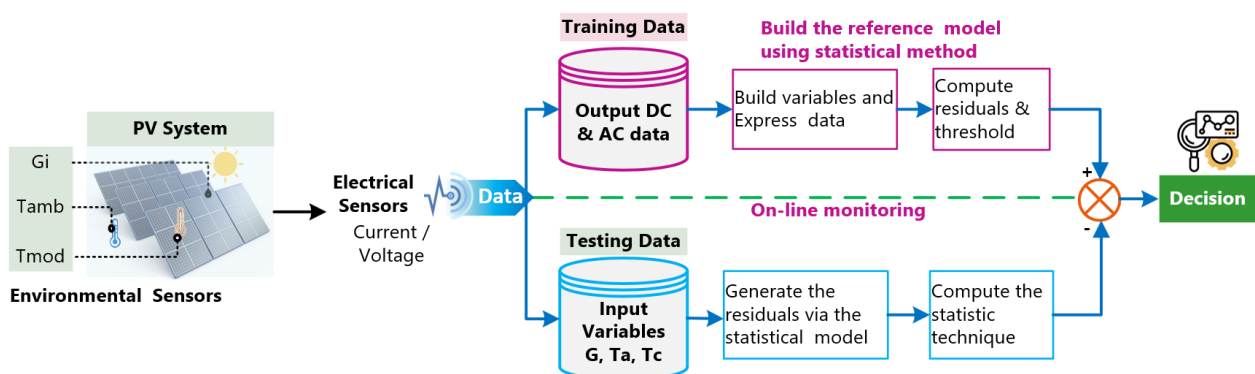 PV System
Gi
Tamb
Tmod
Environmental Sensors
Electrical
Sensors
Current /
Voltage
Data
Training Data
Output DC
& AC data
Build the reference model
using statistical method
Build variables and
Express data
Compute
residuals &
threshold
+
On-line monitoring
-
Decision
Testing Data
Input
Variables
G, Ta, Tc
Generate the
residuals via the
statistical model
Compute the
statistic
technique